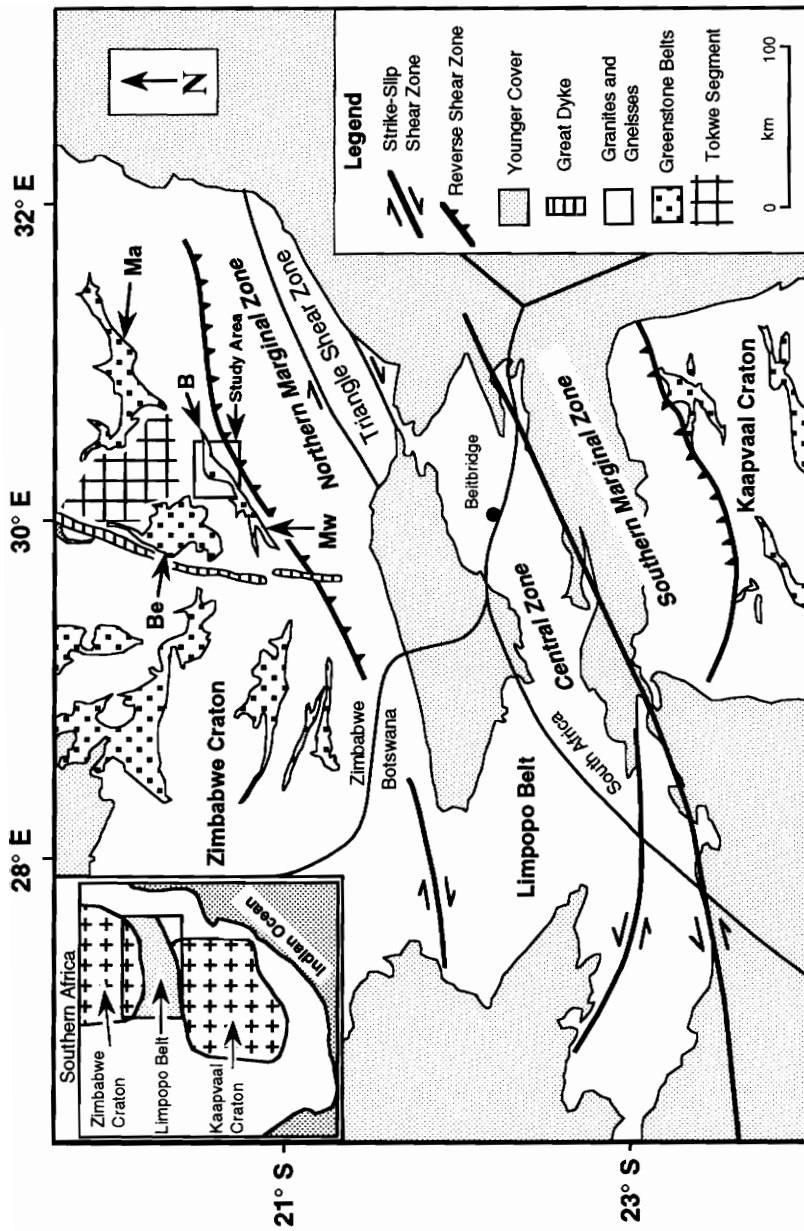 28° E
30° E
32° E
21° S
23° S
Southern Africa
Zimbabwe
Craton
Limpopo Belt
Kaapvaal
Craton
Indian Ocean
N
Zimbabwe Craton
Be
Mw
B
Study Area
Ma
Northern Marginal Zone
Triangle Shear Zone
Zimbabwe
Botswana
Limpopo Belt
South Africa
Central Zone
Beitbridge
Southern Marginal Zone
Kaapvaal Craton
Legend
Strike-Slip
Shear Zone
Reverse Shear Zone
Younger Cover
Great Dyke
Granites and
Gneisses
Greenstone Belts
Tokwe Segment
0 km 100